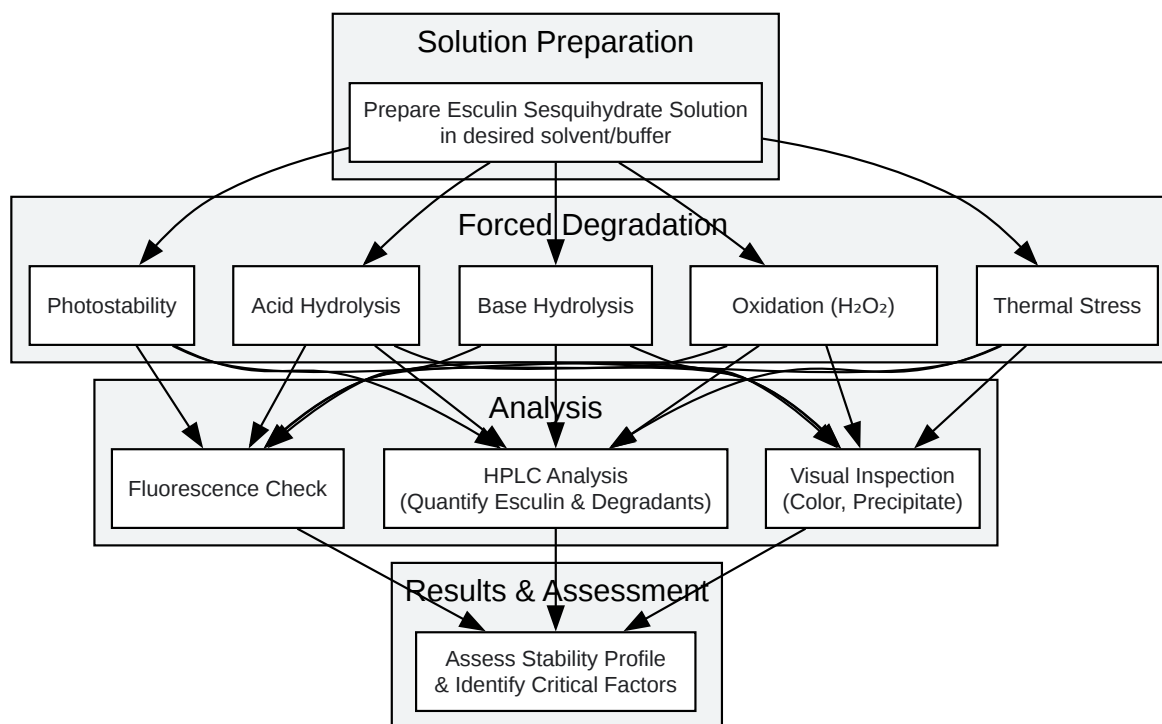 Solution Preparation
Prepare Esculin Sesquihydrate Solution
in desired solvent/buffer
Forced Degradation
Photostability
Acid Hydrolysis
Base Hydrolysis
Oxidation (H₂O₂)
Thermal Stress
Analysis
Fluorescence Check
HPLC Analysis
(Quantify Esculin & Degradants)
Visual Inspection
(Color, Precipitate)
Results & Assessment
Assess Stability Profile
& Identify Critical Factors